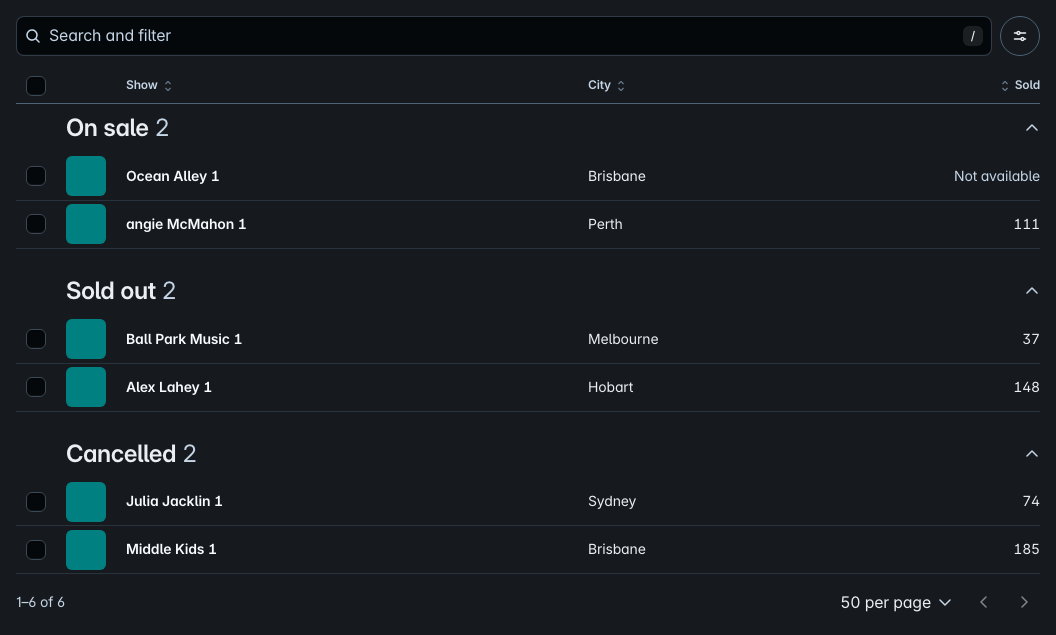 Search and filter /
Show City Sold
On sale 2
Ocean Alley 1 Brisbane Not available
angie McMahon 1 Perth 111
Sold out 2
Ball Park Music 1 Melbourne 37
Alex Lahey 1 Hobart 148
Cancelled 2
Julia Jacklin 1 Sydney 74
Middle Kids 1 Brisbane 185
1–6 of 6 50 per page